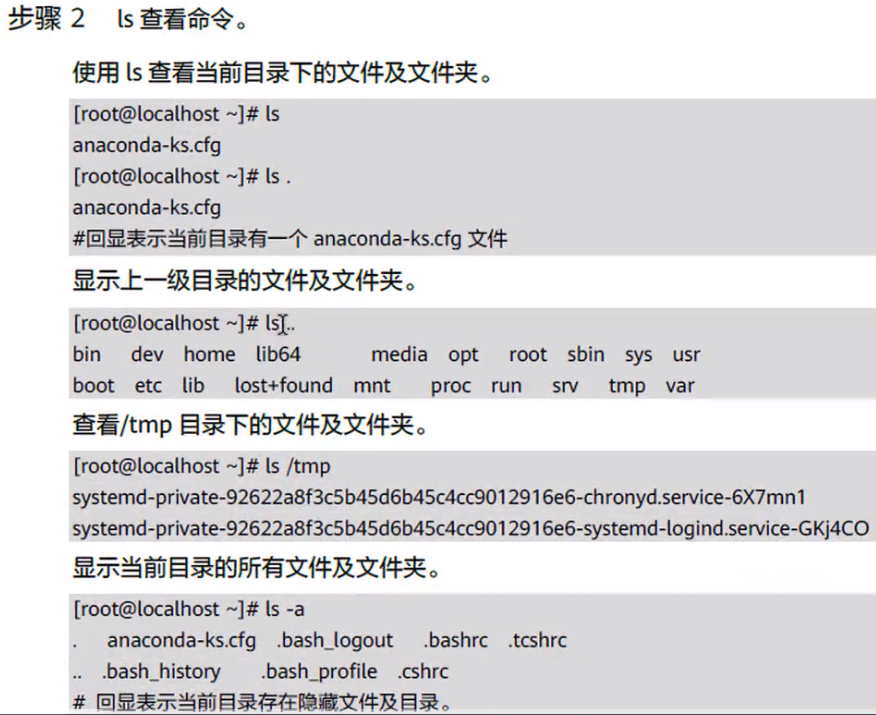 步骤 2 ls 查看命令。
使用 ls 查看当前目录下的文件及文件夹。
[root@localhost ~]# ls
anaconda-ks.cfg
[root@localhost ~]# ls .
anaconda-ks.cfg
#回显表示当前目录有一个 anaconda-ks.cfg 文件
显示上一级目录的文件及文件夹。
[root@localhost ~]# ls ..
bin dev home lib64 media opt root sbin sys usr
boot etc lib lost+found mnt proc run srv tmp var
查看/tmp 目录下的文件及文件夹。
[root@localhost ~]# ls /tmp
systemd-private-92622a8f3c5b45d6b45c4cc9012916e6-chronyd.service-6X7mn1
systemd-private-92622a8f3c5b45d6b45c4cc9012916e6-systemd-logind.service-GKj4CO
显示当前目录的所有文件及文件夹。
[root@localhost ~]# ls -a
. anaconda-ks.cfg .bash_logout .bashrc .tcshrc
.. .bash_history .bash_profile .cshrc
# 回显表示当前目录存在隐藏文件及目录。